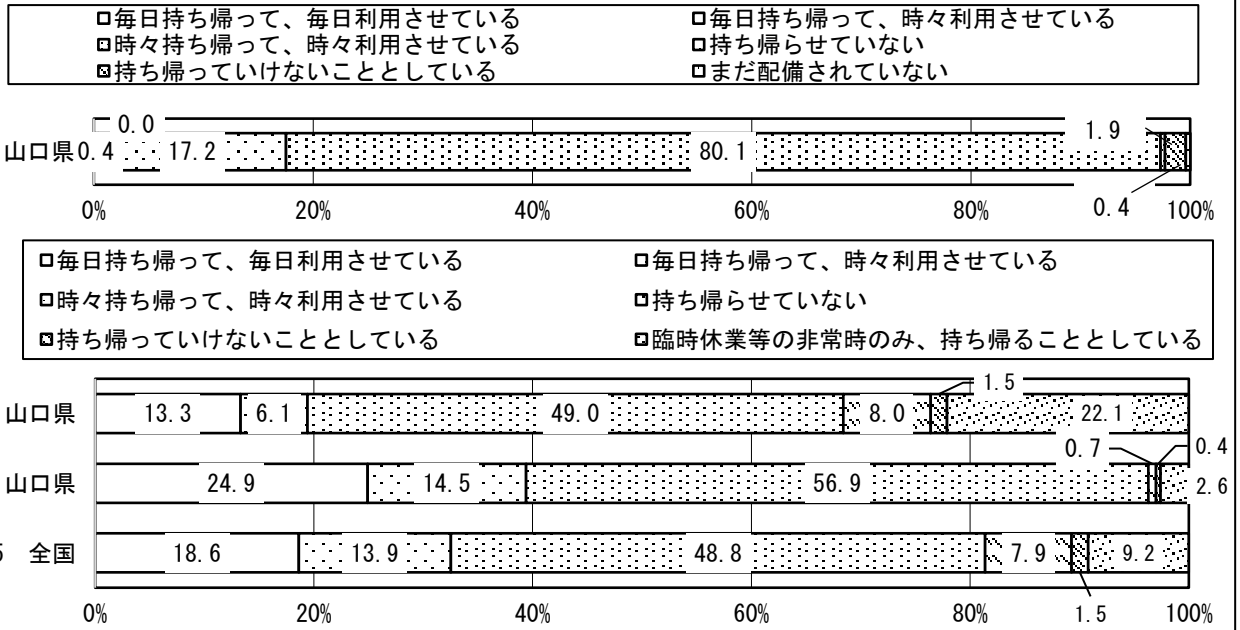 □毎日持ち帰って、毎日利用させている □毎日持ち帰って、時々利用させている
□時々持ち帰って、時々利用させている □持ち帰らせていない
□持ち帰っていけないこととしている □まだ配備されていない
0.0
1.9
山口県 0.4 17.2 80.1
0.4
0% 20% 40% 60% 80% 100%
□毎日持ち帰って、毎日利用させている □毎日持ち帰って、時々利用させている
□時々持ち帰って、時々利用させている □持ち帰らせていない
□持ち帰っていけないこととしている □臨時休業等の非常時のみ、持ち帰ることとしている
1.5
山口県 13.3 6.1 49.0 8.0 22.1
0.7 0.4
山口県 24.9 14.5 56.9 2.6
全国 18.6 13.9 48.8 7.9 9.2
1.5
0% 20% 40% 60% 80% 100%